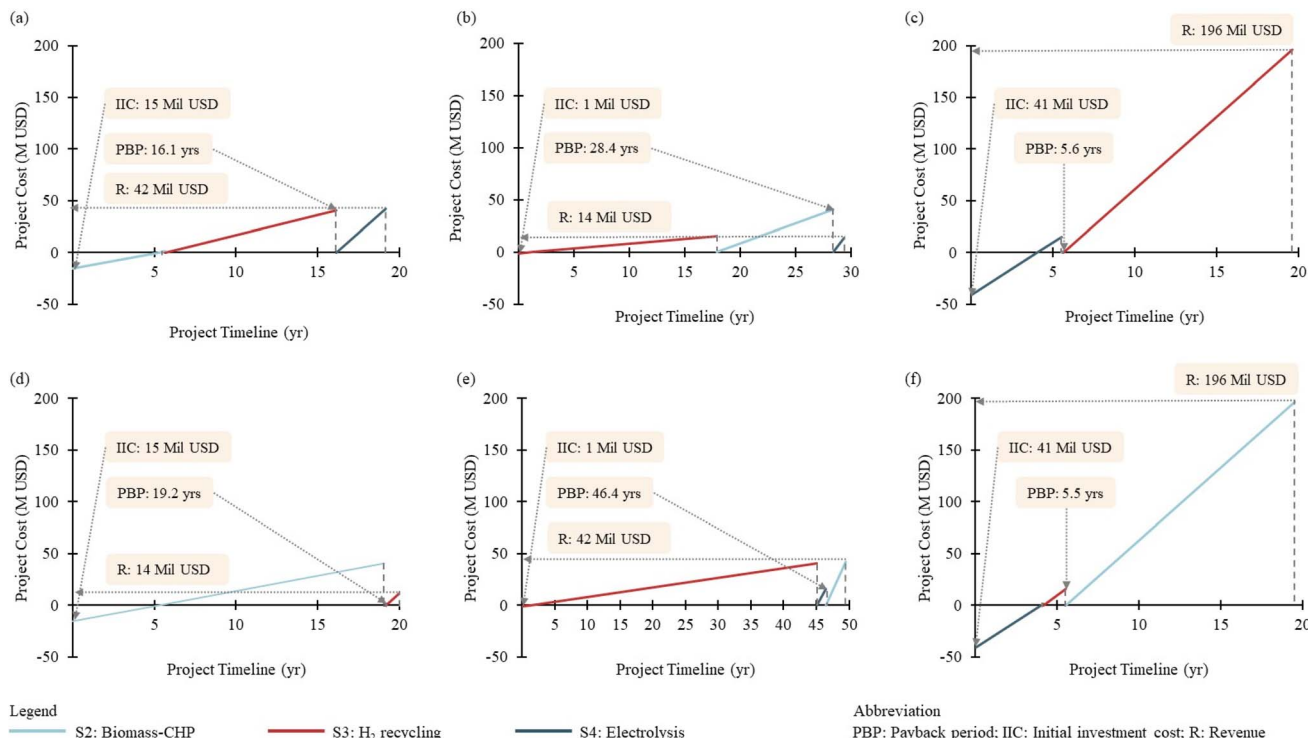 (a)
200
150
100
50
0
-50
Project Cost (M USD)
IIC: 15 Mil USD
PBP: 16.1 yrs
R: 42 Mil USD
5
10
15
20
Project Timeline (yr)
(b)
200
150
100
50
0
-50
Project Cost (M USD)
IIC: 1 Mil USD
PBP: 28.4 yrs
R: 14 Mil USD
5
10
15
20
25
30
Project Timeline (yr)
(c)
200
150
100
50
0
-50
Project Cost (M USD)
R: 196 Mil USD
IIC: 41 Mil USD
PBP: 5.6 yrs
5
10
15
20
Project Timeline (yr)
(d)
200
150
100
50
0
-50
Project Cost (M USD)
IIC: 15 Mil USD
PBP: 19.2 yrs
R: 14 Mil USD
5
10
15
20
Project Timeline (yr)
(e)
200
150
100
50
0
-50
Project Cost (M USD)
IIC: 1 Mil USD
PBP: 46.4 yrs
R: 42 Mil USD
5
10
15
20
25
30
35
40
45
50
Project Timeline (yr)
(f)
200
150
100
50
0
-50
Project Cost (M USD)
R: 196 Mil USD
IIC: 41 Mil USD
PBP: 5.5 yrs
5
10
15
20
Project Timeline (yr)
Legend
S2: Biomass-CHP
S3: H₂ recycling
S4: Electrolysis
Abbreviation
PBP: Payback period; IIC: Initial investment cost; R: Revenue